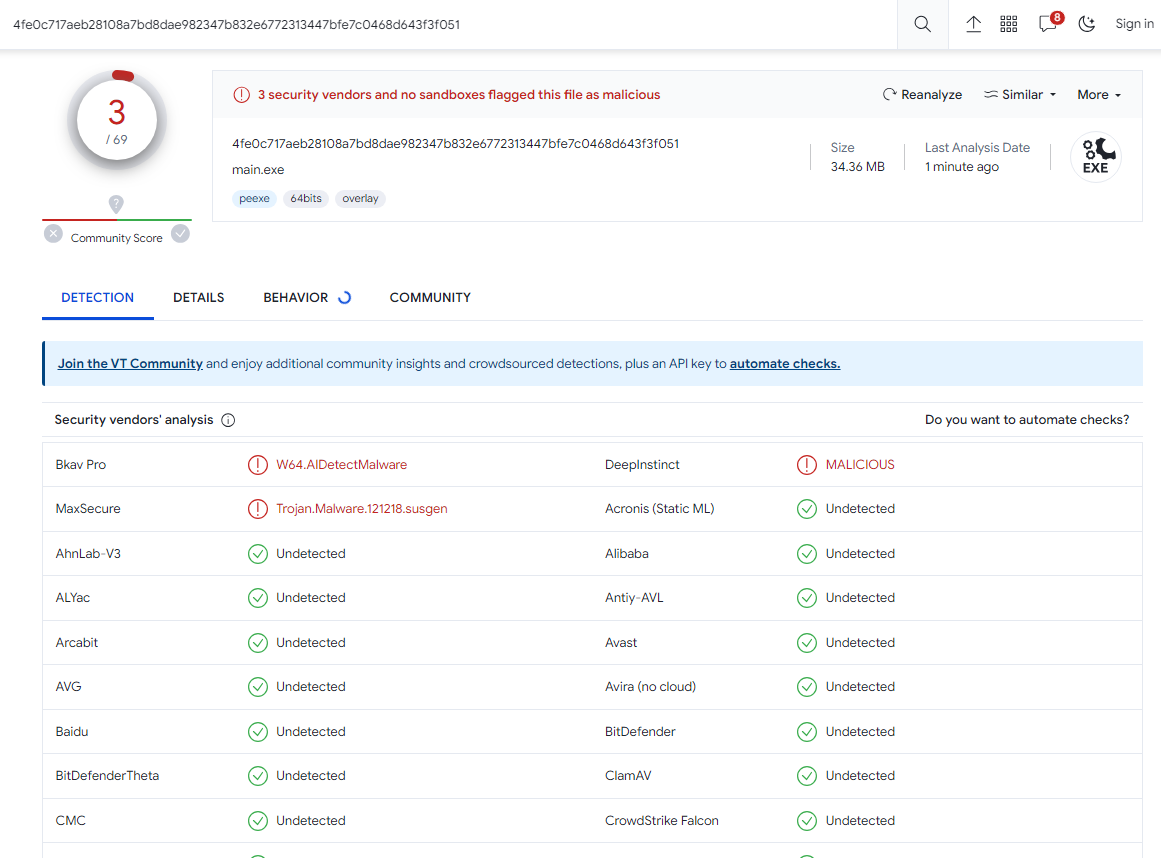 4fe0c717aeb28108a7bd8dae982347b832e6772313447bfe7c0468d643f3f051
8
Sign in
3
/ 69
Community Score
3 security vendors and no sandboxes flagged this file as malicious
Reanalyze
Similar
More
4fe0c717aeb28108a7bd8dae982347b832e6772313447bfe7c0468d643f3f051
main.exe
peexe
64bits
overlay
Size
34.36 MB
Last Analysis Date
1 minute ago
EXE
DETECTION
DETAILS
BEHAVIOR
COMMUNITY
Join the VT Community and enjoy additional community insights and crowdsourced detections, plus an API key to automate checks.
Security vendors' analysis
Do you want to automate checks?
Bkav Pro W64.AIDetectMalware DeepInstinct MALICIOUS
MaxSecure Trojan.Malware.121218.susgen Acronis (Static ML) Undetected
AhnLab-V3 Undetected Alibaba Undetected
ALYac Undetected Antiy-AVL Undetected
Arcabit Undetected Avast Undetected
AVG Undetected Avira (no cloud) Undetected
Baidu Undetected BitDefender Undetected
BitDefenderTheta Undetected ClamAV Undetected
CMC Undetected CrowdStrike Falcon Undetected